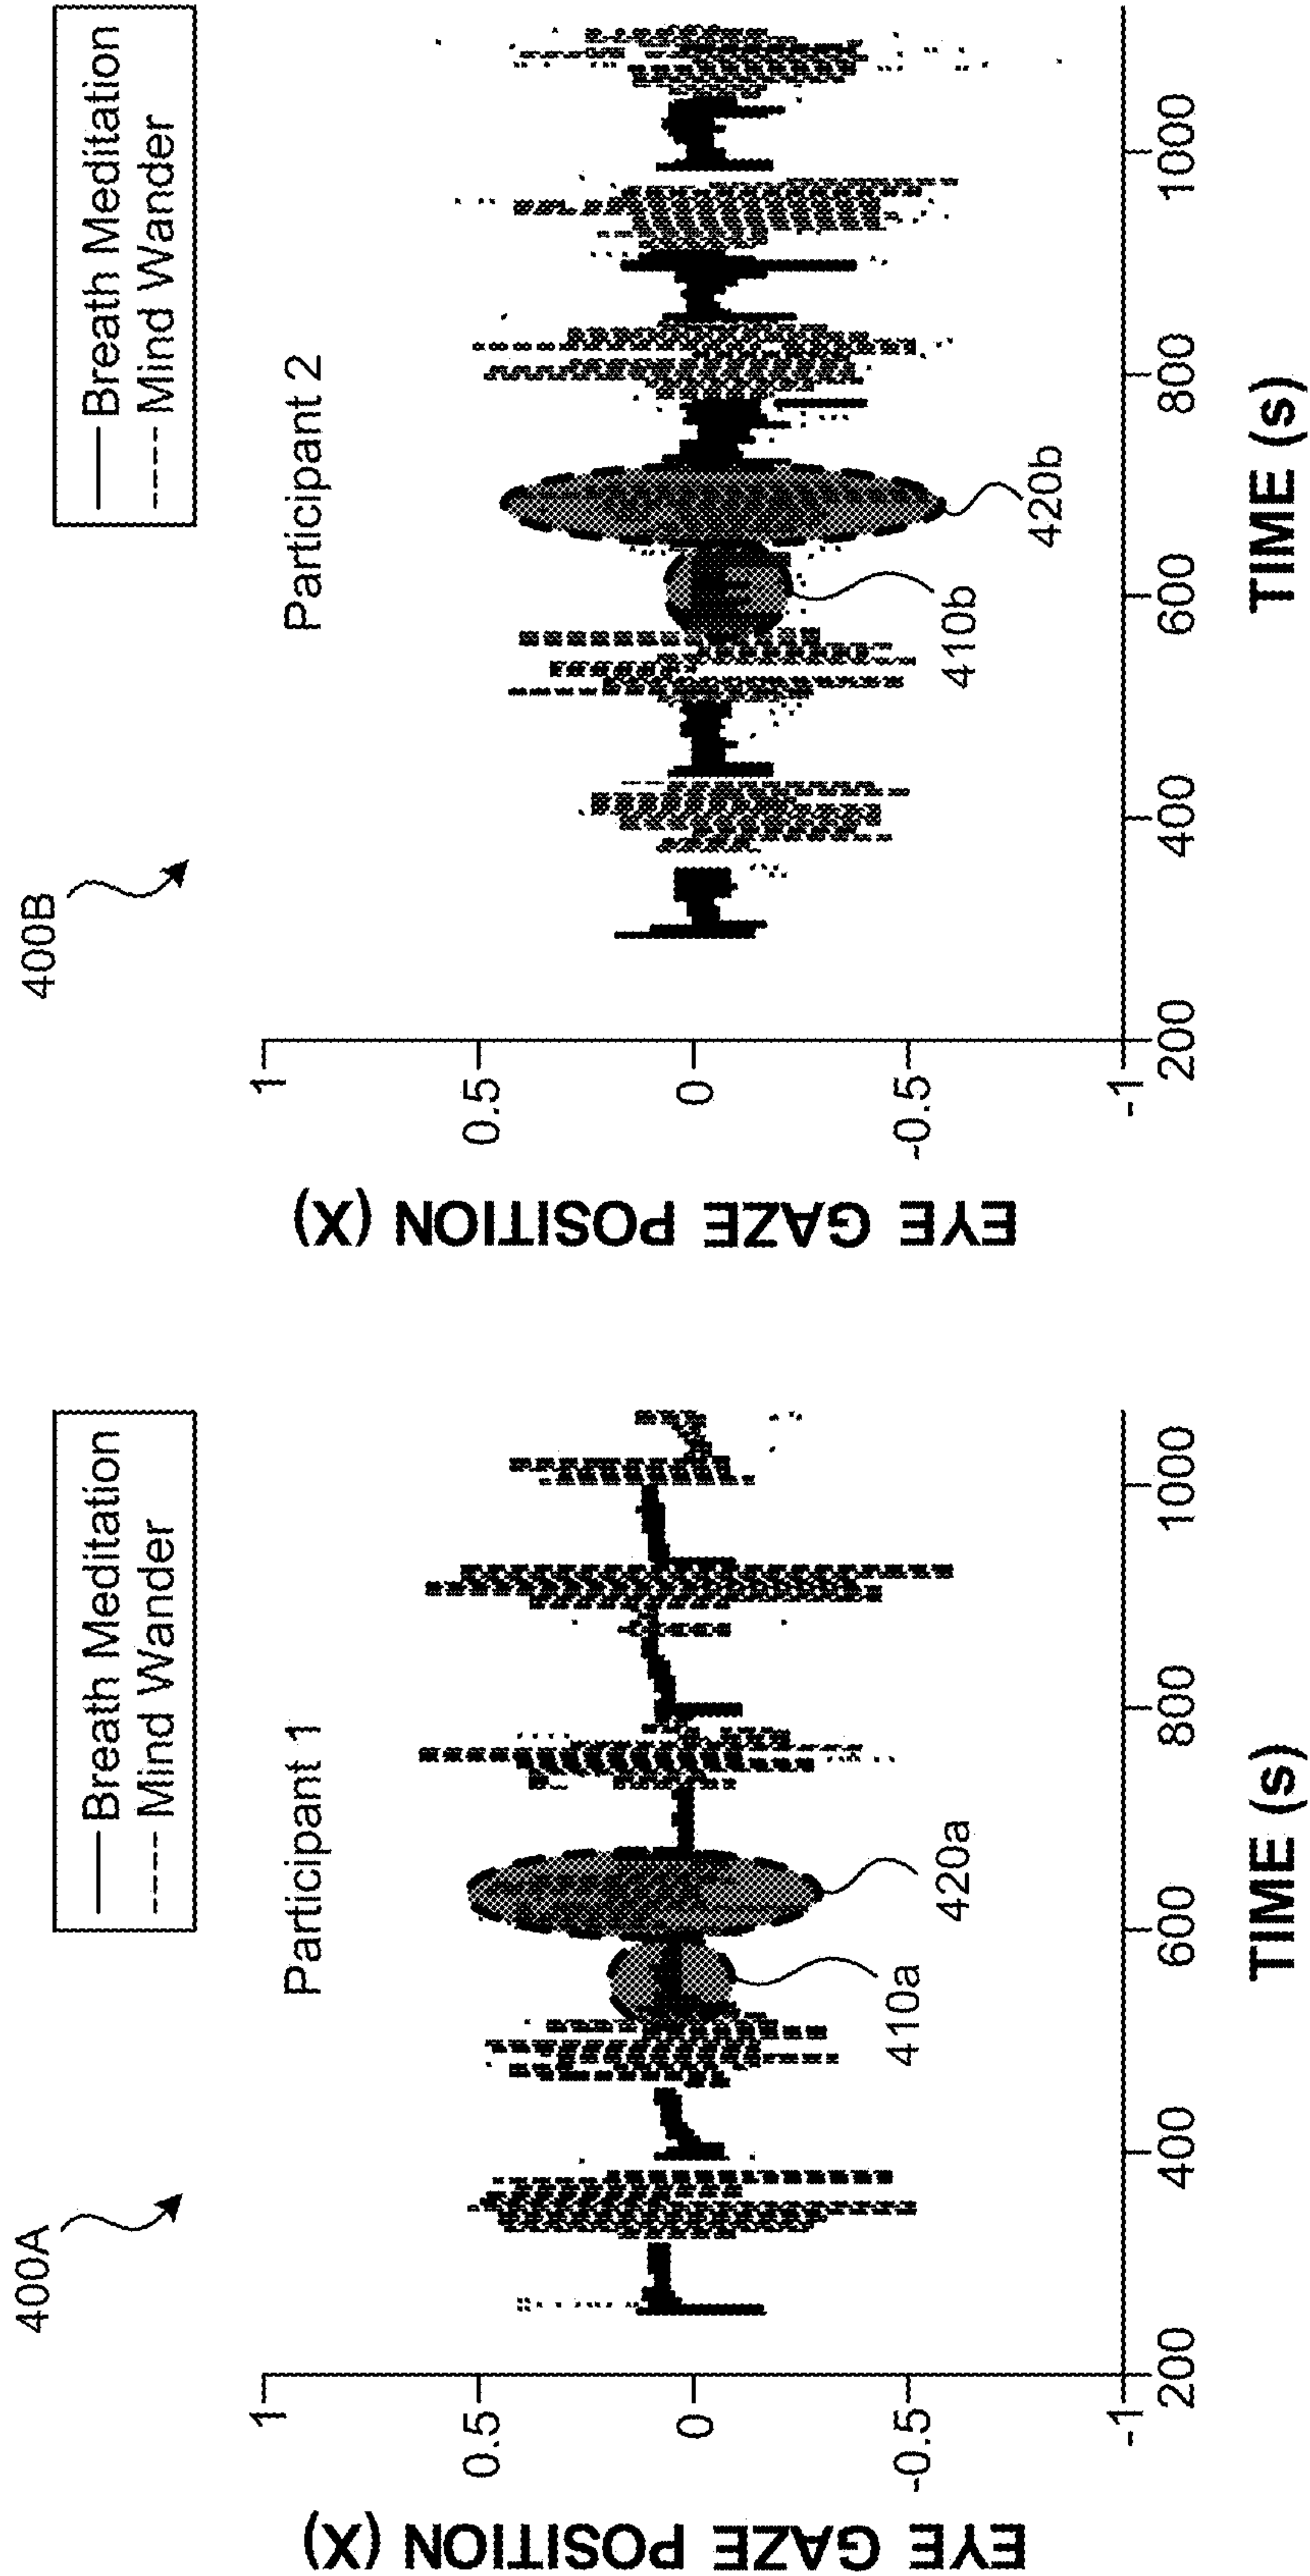 400A
Breath Meditation
Mind Wander
Participant 1
EYE GAZE POSITION (X)
1
0.5
0
-0.5
-1
410a
420a
200
400
600
800
1000
TIME (s)
400B
Breath Meditation
Mind Wander
Participant 2
EYE GAZE POSITION (X)
1
0.5
0
-0.5
-1
410b
420b
200
400
600
800
1000
TIME (s)